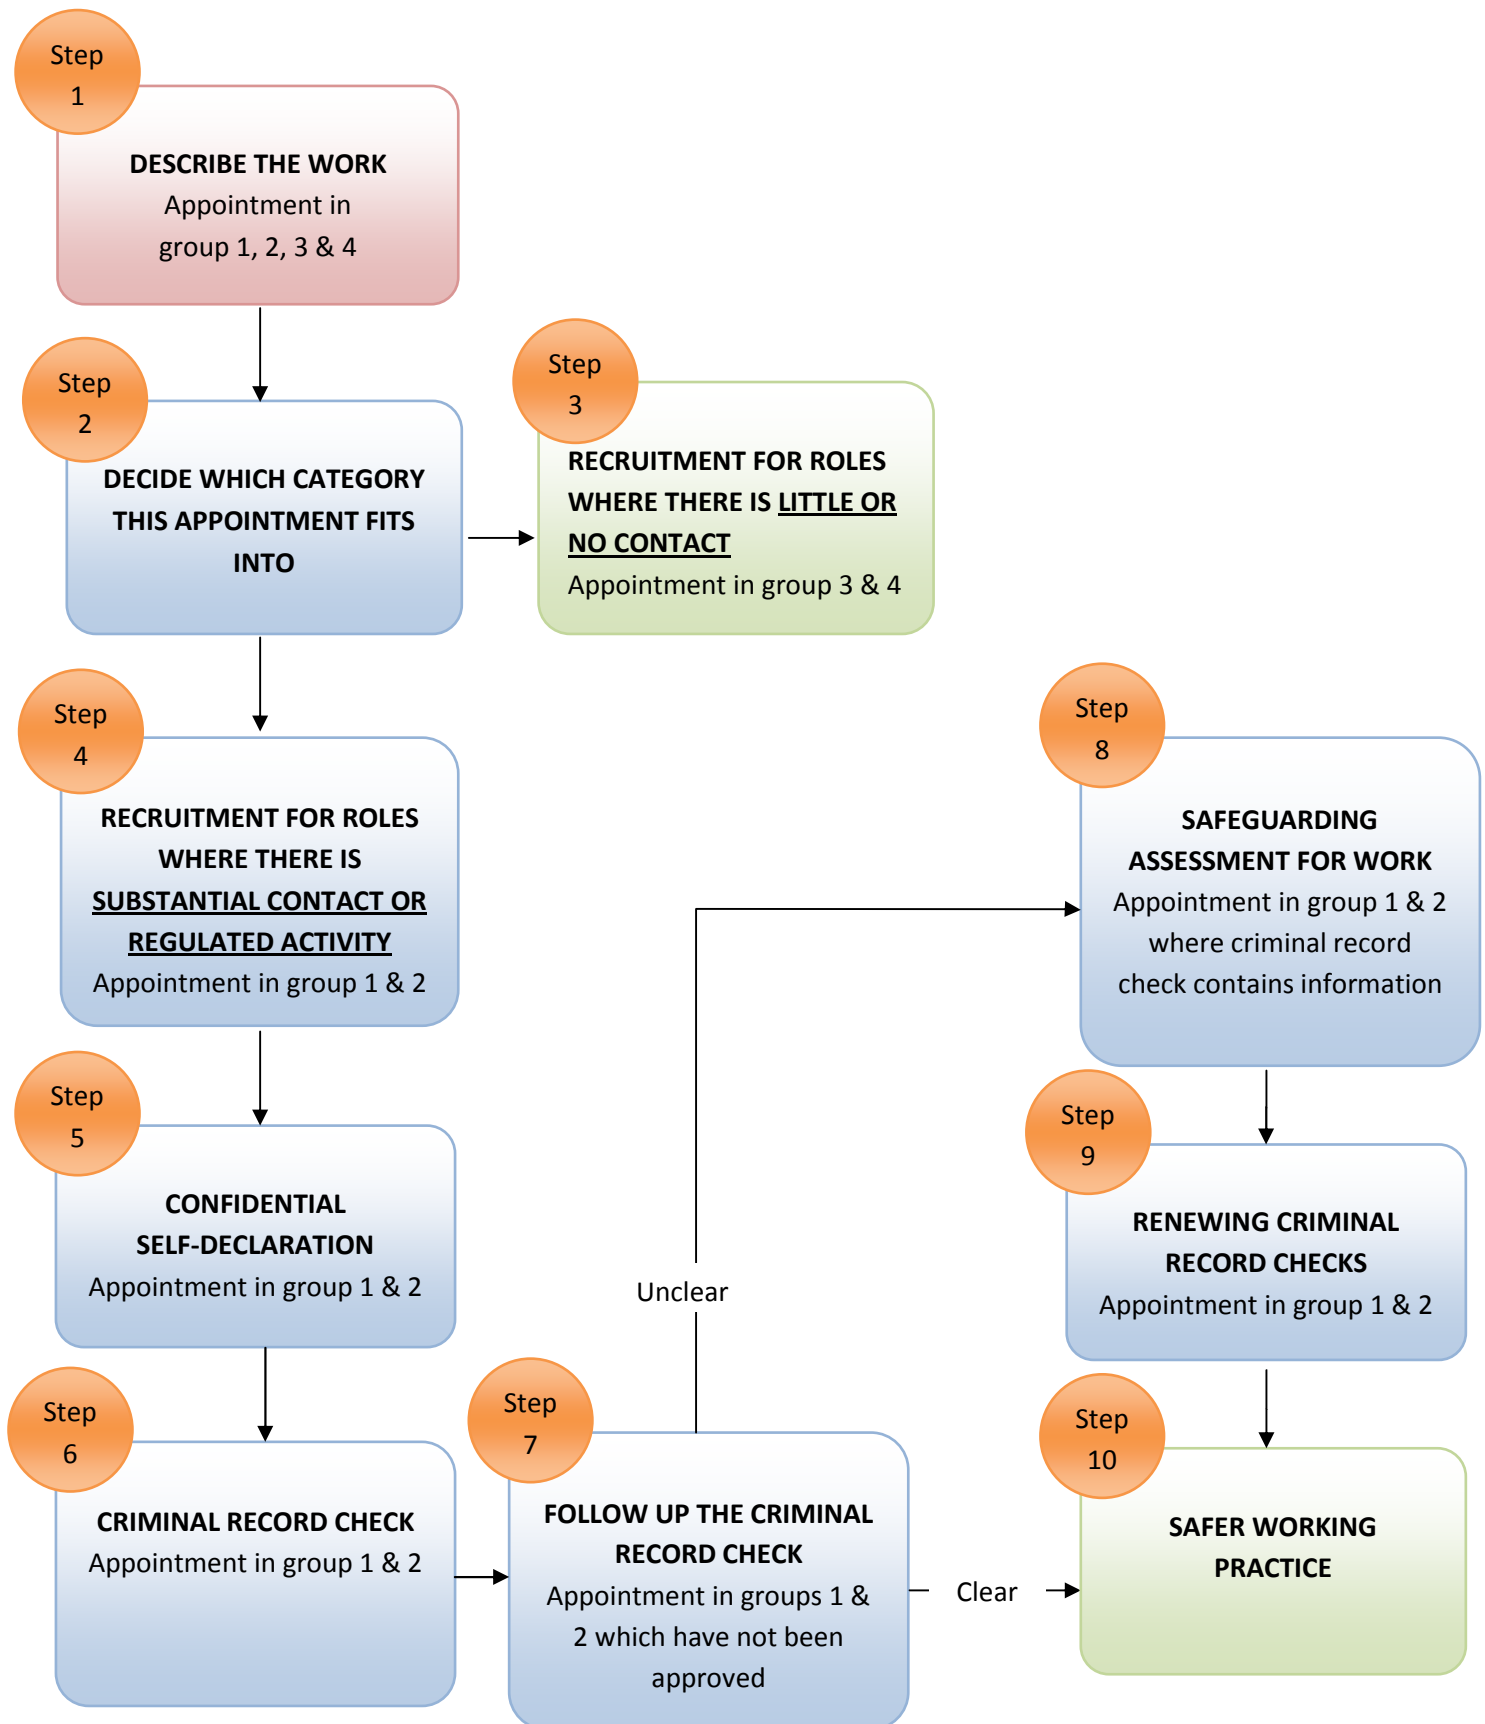 Step
1
DESCRIBE THE WORK
Appointment in
group 1, 2, 3 & 4
Step
2
DECIDE WHICH CATEGORY
THIS APPOINTMENT FITS
INTO
Step
3
RECRUITMENT FOR ROLES
WHERE THERE IS LITTLE OR
NO CONTACT
Appointment in group 3 & 4
Step
4
RECRUITMENT FOR ROLES
WHERE THERE IS
SUBSTANTIAL CONTACT OR
REGULATED ACTIVITY
Appointment in group 1 & 2
Step
5
CONFIDENTIAL
SELF-DECLARATION
Appointment in group 1 & 2
Step
6
CRIMINAL RECORD CHECK
Appointment in group 1 & 2
Step
7
FOLLOW UP THE CRIMINAL
RECORD CHECK
Appointment in groups 1 &
2 which have not been
approved
Unclear
Clear
Step
8
SAFEGUARDING
ASSESSMENT FOR WORK
Appointment in group 1 & 2
where criminal record
check contains information
Step
9
RENEWING CRIMINAL
RECORD CHECKS
Appointment in group 1 & 2
Step
10
SAFER WORKING
PRACTICE